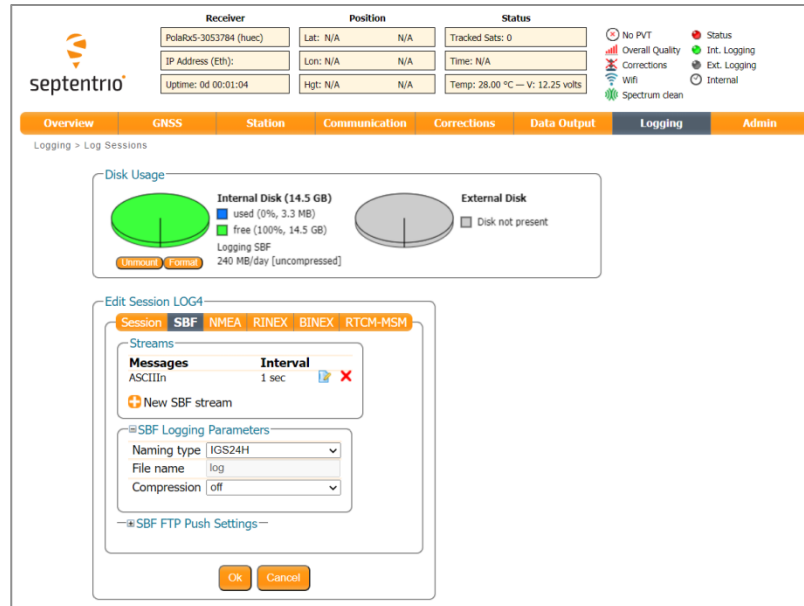 Receiver
Position
Status
PolaRx5-3053784 (huec)
Lat: N/A N/A
Tracked Sats: 0
IP Address (Eth):
Lon: N/A N/A
Time: N/A
Uptime: 0d 00:01:04
Hgt: N/A N/A
Temp: 28.00 °C — V: 12.25 volts
septentrio
No PVT
Status
Overall Quality
Int. Logging
Corrections
Ext. Logging
Wifi
Internal
Spectrum clean
Overview GNSS Station Communication Corrections Data Output Logging Admin
Logging > Log Sessions
Disk Usage
Internal Disk (14.5 GB)
used (0%, 3.3 MB)
free (100%, 14.5 GB)
Logging SBF
240 MB/day [uncompressed]
Unmount Format
External Disk
Disk not present
Edit Session LOG4
Session SBF NMEA RINEX BINEX RTCM-MSM
Streams
Messages Interval
ASCIIIn 1 sec
New SBF stream
SBF Logging Parameters
Naming type IGS24H
File name log
Compression off
SBF FTP Push Settings
Ok Cancel